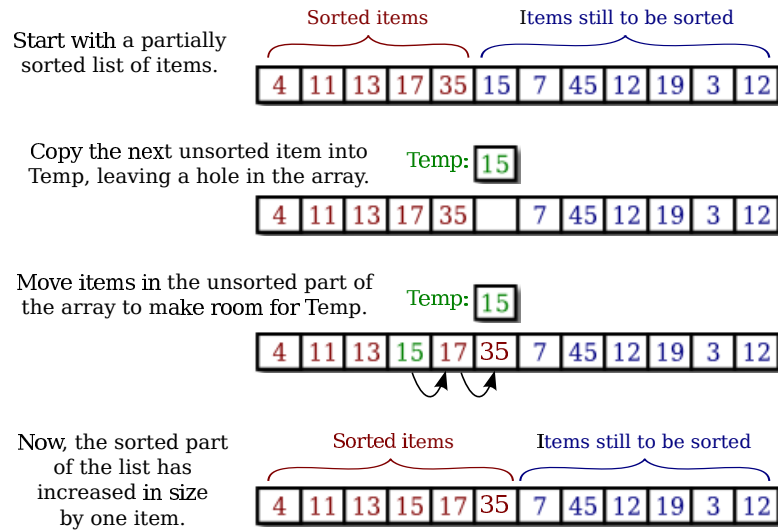 Sorted items
Items still to be sorted
Start with a partially
sorted list of items.
4 11 13 17 35 15 7 45 12 19 3 12
Copy the next unsorted item into
Temp, leaving a hole in the array.
Temp: 15
4 11 13 17 35 7 45 12 19 3 12
Move items in the unsorted part of
the array to make room for Temp.
Temp: 15
4 11 13 15 17 35 7 45 12 19 3 12
Now, the sorted part
of the list has
increased in size
by one item.
Sorted items
Items still to be sorted
4 11 13 15 17 35 7 45 12 19 3 12